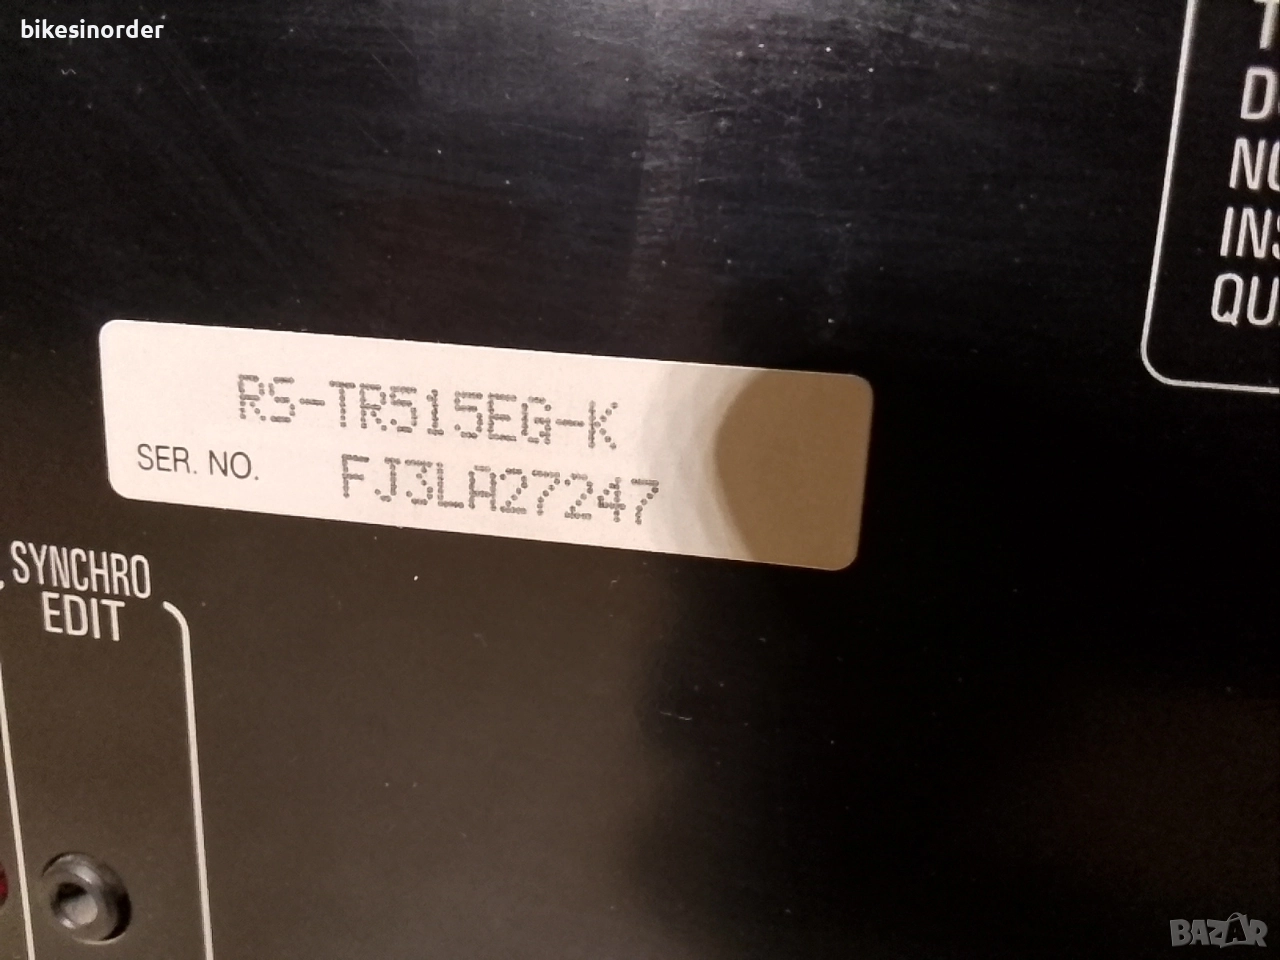 bikesinorder
RS-TR515EG-K
SER. NO. FJ3LA27247
SYNCHRO
EDIT
BAZAR